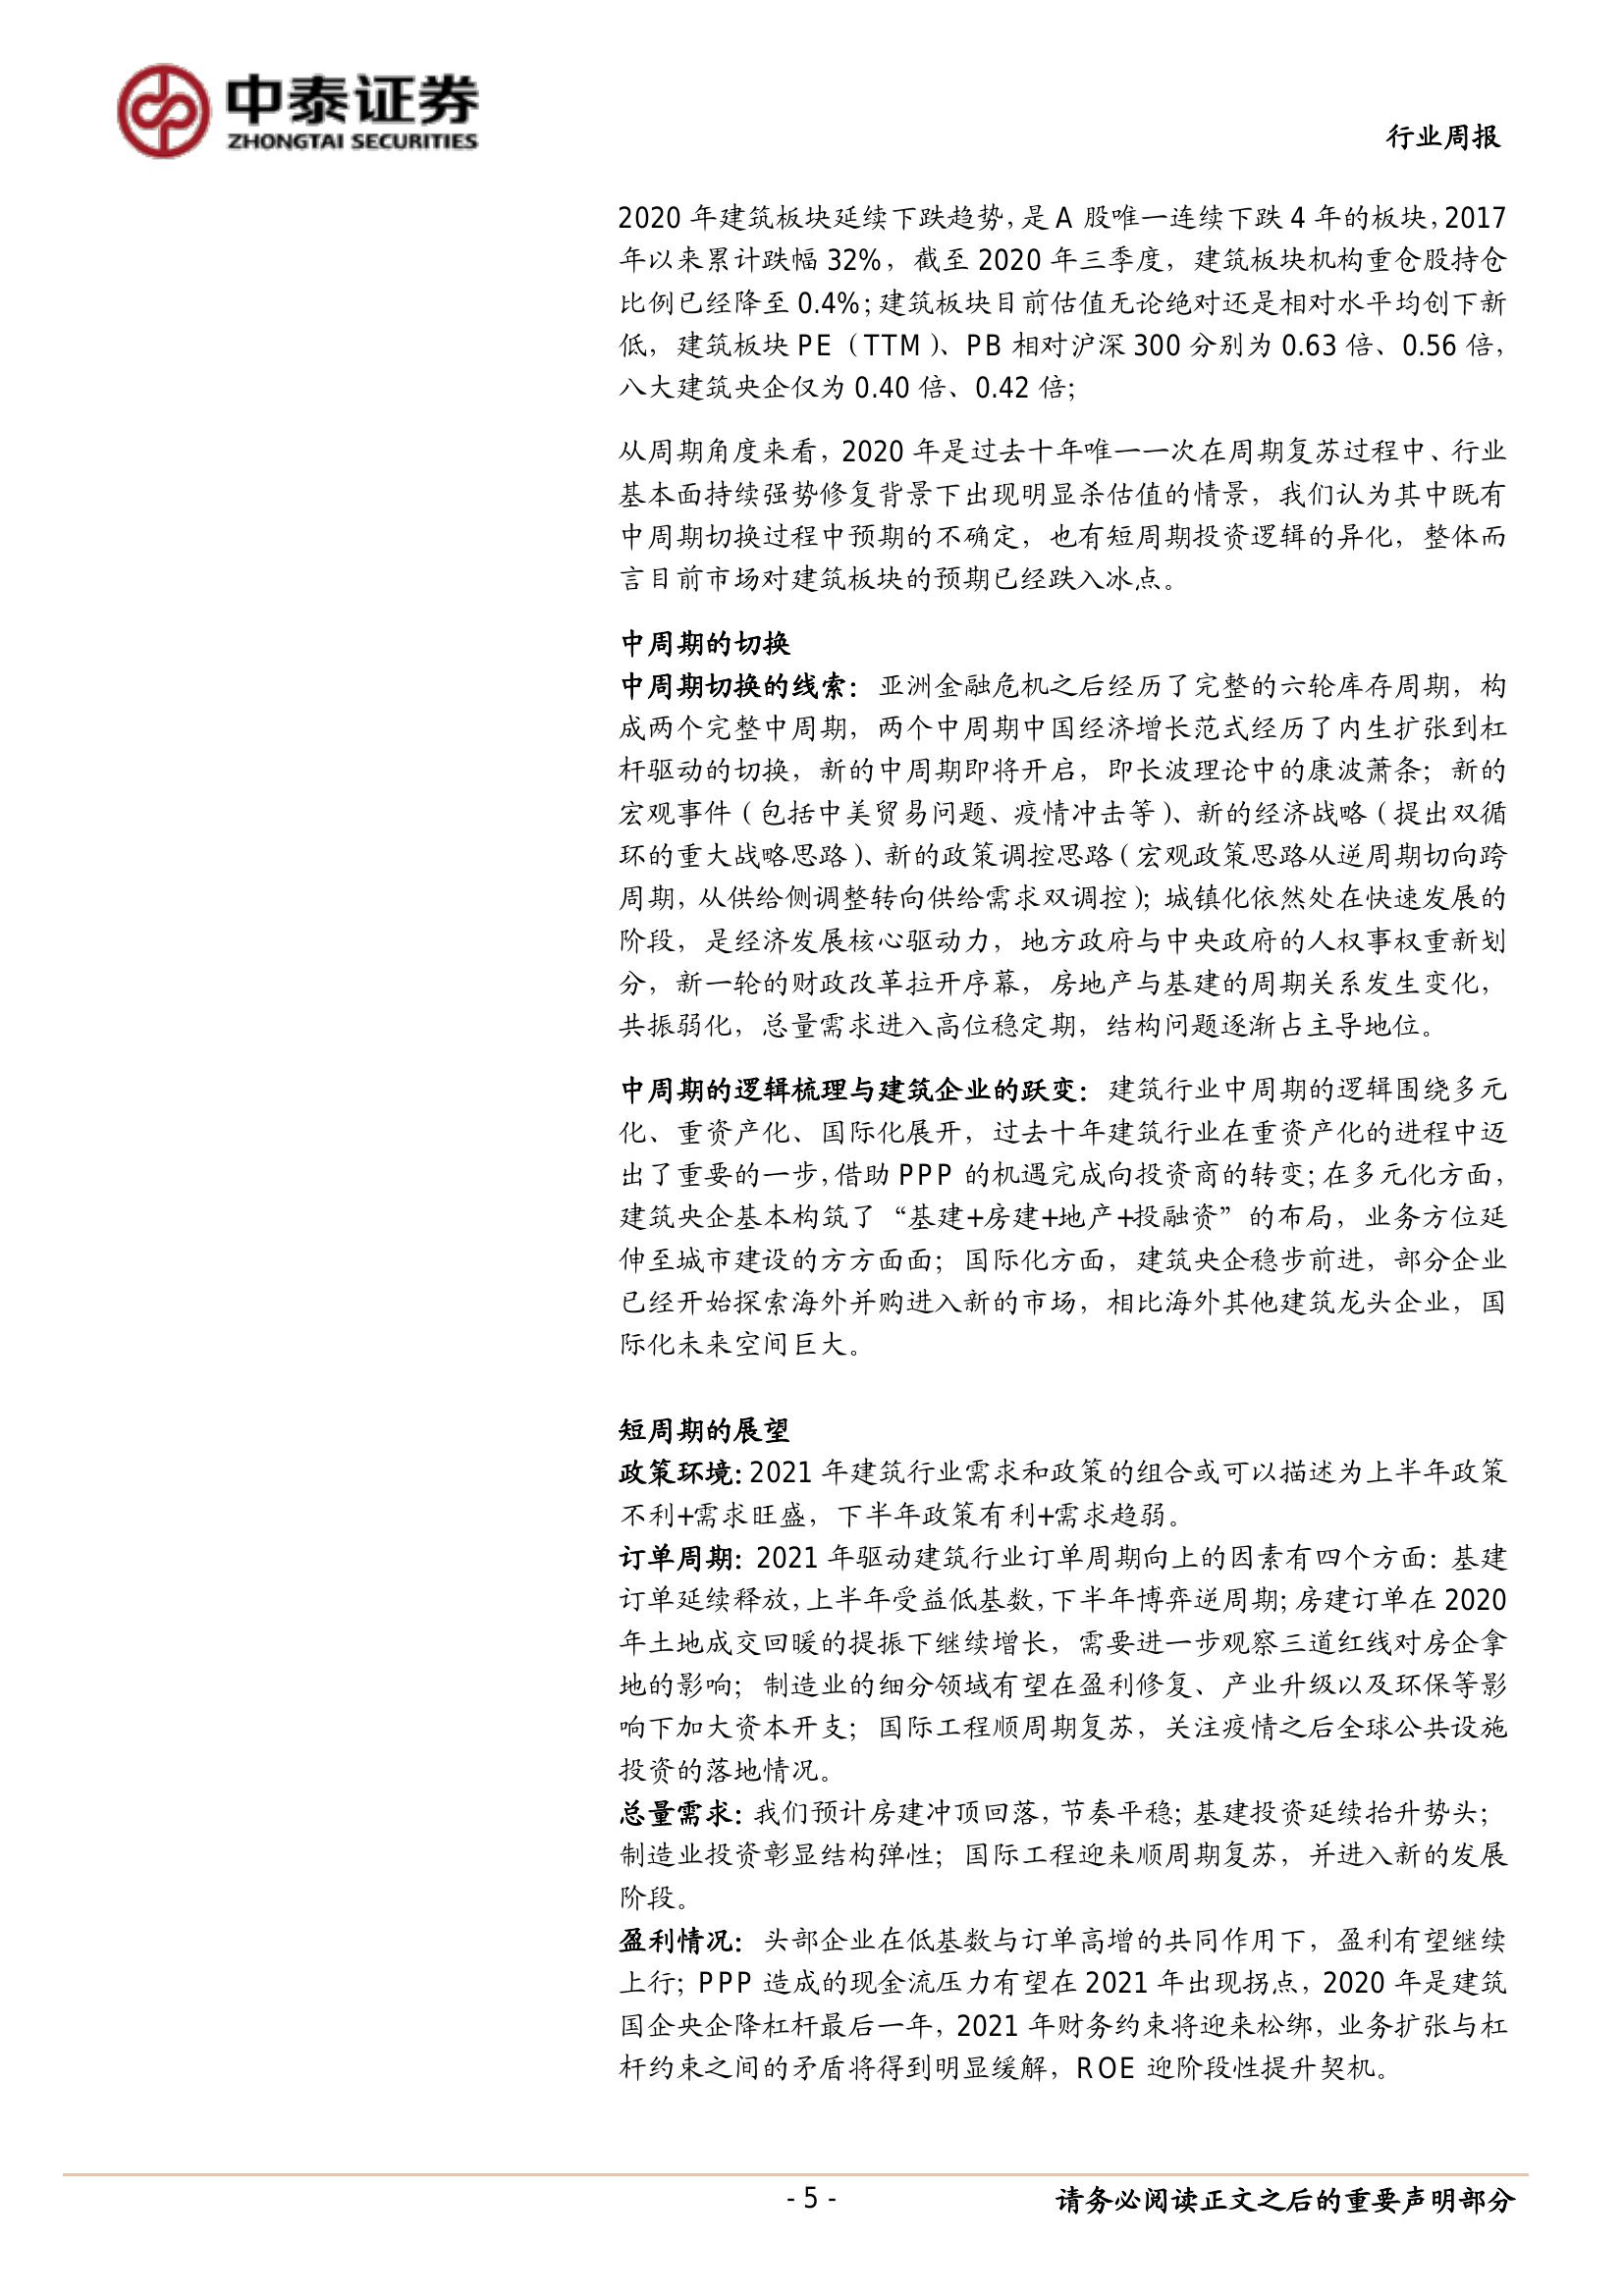 中泰证券
ZHONGTAI SECURITIES
行业周报
2020 年建筑板块延续下跌趋势，是 A 股唯一连续下跌 4 年的板块，2017
年以来累计跌幅 32%，截至 2020 年三季度，建筑板块机构重仓股持仓
比例已经降至 0.4%；建筑板块目前估值无论绝对还是相对水平均创下新
低，建筑板块 PE（TTM）、PB 相对沪深 300 分别为 0.63 倍、0.56 倍，
八大建筑央企仅为 0.40 倍、0.42 倍；
从周期角度来看，2020 年是过去十年唯一一次在周期复苏过程中、行业
基本面持续强势修复背景下出现明显杀估值的情景，我们认为其中既有
中周期切换过程中预期的不确定，也有短周期投资逻辑的异化，整体而
言目前市场对建筑板块的预期已经跌入冰点。
中周期的切换
中周期切换的线索：亚洲金融危机之后经历了完整的六轮库存周期，构
成两个完整中周期，两个中周期中国经济增长范式经历了内生扩张到杠
杆驱动的切换，新的中周期即将开启，即长波理论中的康波萧条；新的
宏观事件（包括中美贸易问题、疫情冲击等）、新的经济战略（提出双循
环的重大战略思路）、新的政策调控思路（宏观政策思路从逆周期切向跨
周期，从供给侧调整转向供给需求双调控）；城镇化依然处在快速发展的
阶段，是经济发展核心驱动力，地方政府与中央政府的人权事权重新划
分，新一轮的财政改革拉开序幕，房地产与基建的周期关系发生变化，
共振弱化，总量需求进入高位稳定期，结构问题逐渐占主导地位。
中周期的逻辑梳理与建筑企业的跃变：建筑行业中周期的逻辑围绕多元
化、重资产化、国际化展开，过去十年建筑行业在重资产化的进程中迈
出了重要的一步，借助 PPP 的机遇完成向投资商的转变；在多元化方面，
建筑央企基本构筑了“基建+房建+地产+投融资”的布局，业务方位延
伸至城市建设的方方面面；国际化方面，建筑央企稳步前进，部分企业
已经开始探索海外并购进入新的市场，相比海外其他建筑龙头企业，国
际化未来空间巨大。
短周期的展望
政策环境：2021 年建筑行业需求和政策的组合或可以描述为上半年政策
不利+需求旺盛，下半年政策有利+需求趋弱。
订单周期：2021 年驱动建筑行业订单周期向上的因素有四个方面：基建
订单延续释放，上半年受益低基数，下半年博弈逆周期；房建订单在 2020
年土地成交回暖的提振下继续增长，需要进一步观察三道红线对房企拿
地的影响；制造业的细分领域有望在盈利修复、产业升级以及环保等影
响下加大资本开支；国际工程顺周期复苏，关注疫情之后全球公共设施
投资的落地情况。
总量需求：我们预计房建冲顶回落，节奏平稳；基建投资延续抬升势头；
制造业投资彰显结构弹性；国际工程迎来顺周期复苏，并进入新的发展
阶段。
盈利情况：头部企业在低基数与订单高增的共同作用下，盈利有望继续
上行；PPP 造成的现金流压力有望在 2021 年出现拐点，2020 年是建筑
国企央企降杠杆最后一年，2021 年财务约束将迎来松绑，业务扩张与杠
杆约束之间的矛盾将得到明显缓解，ROE 迎阶段性提升契机。
- 5 -
请务必阅读正文之后的重要声明部分